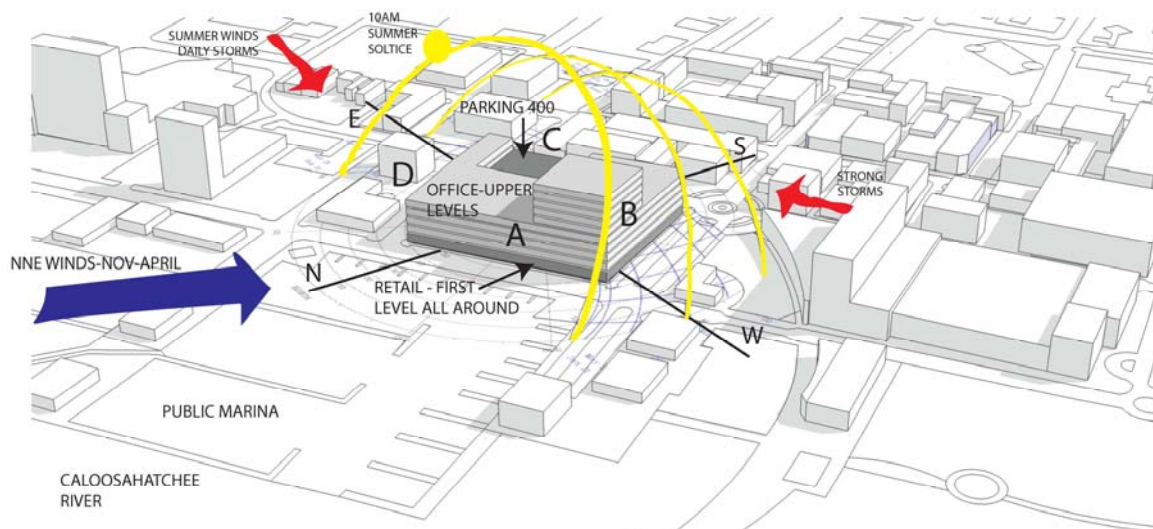 10AM
SUMMER
SOLTICE
SUMMER WINDS
DAILY STORMS
PARKING 400
E
C
S
D
OFFICE-UPPER
LEVELS
B
STRONG
STORMS
A
NNE WINDS-NOV-APRIL
N
RETAIL - FIRST
LEVEL ALL AROUND
W
PUBLIC MARINA
CALOOSAHATCHEE
RIVER